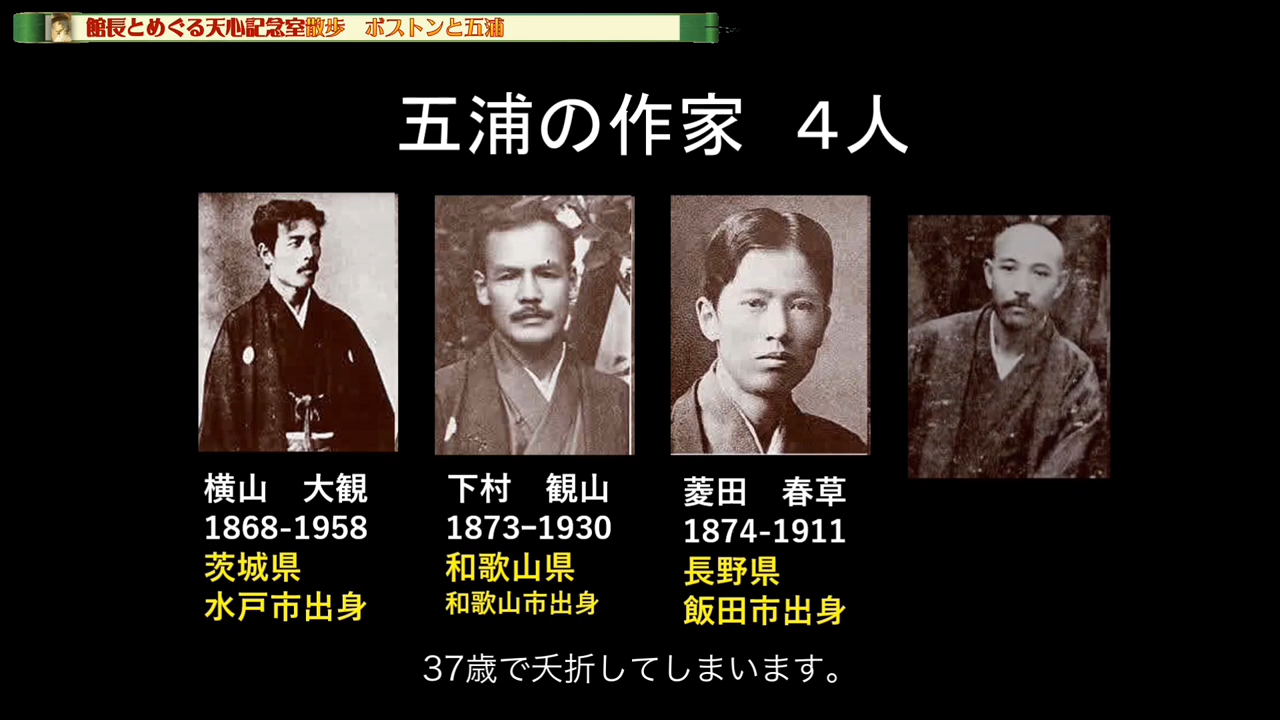 館長とめぐる天心記念室散歩　ボストンと五浦
五浦の作家　４人
横山　大観
1868-1958
茨城県
水戸市出身
下村　観山
1873−1930
和歌山県
和歌山市出身
菱田　春草
1874-1911
長野県
飯田市出身
37歳で夭折してしまいます。